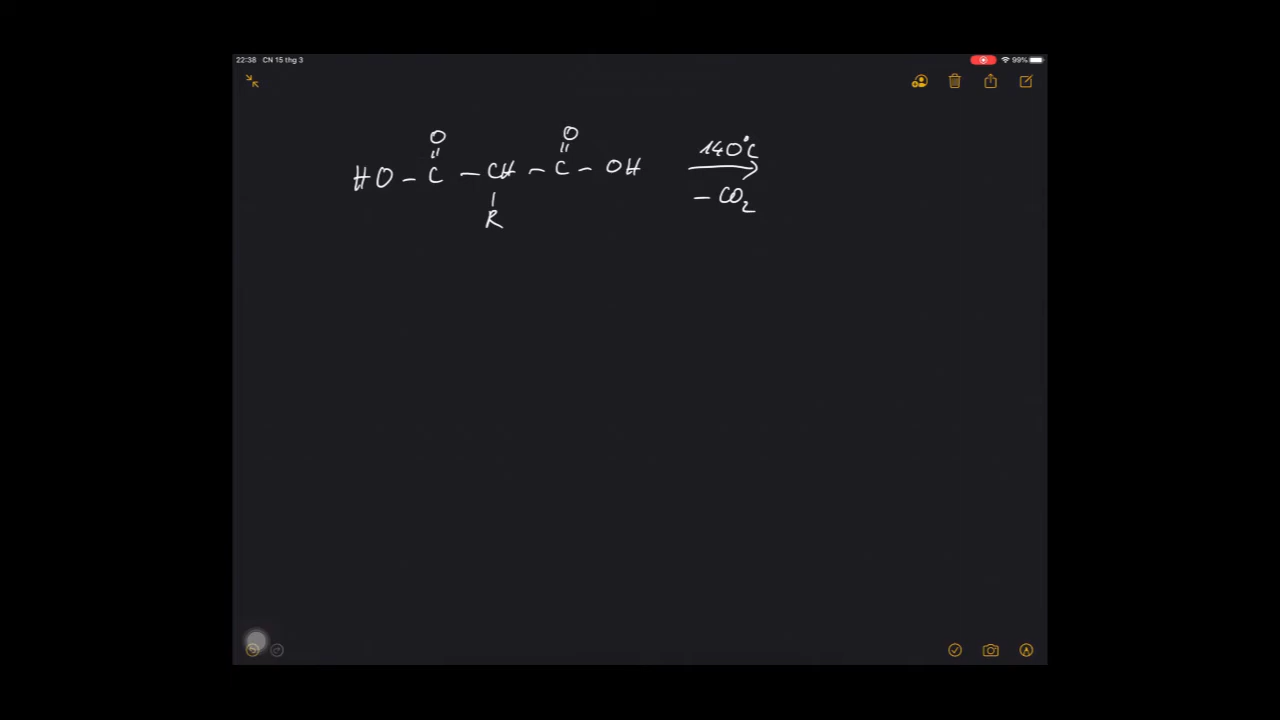 22:38 CN 15 thg 3
99%
O O
HO - C - CH - C - OH
R
140°C
- CO₂